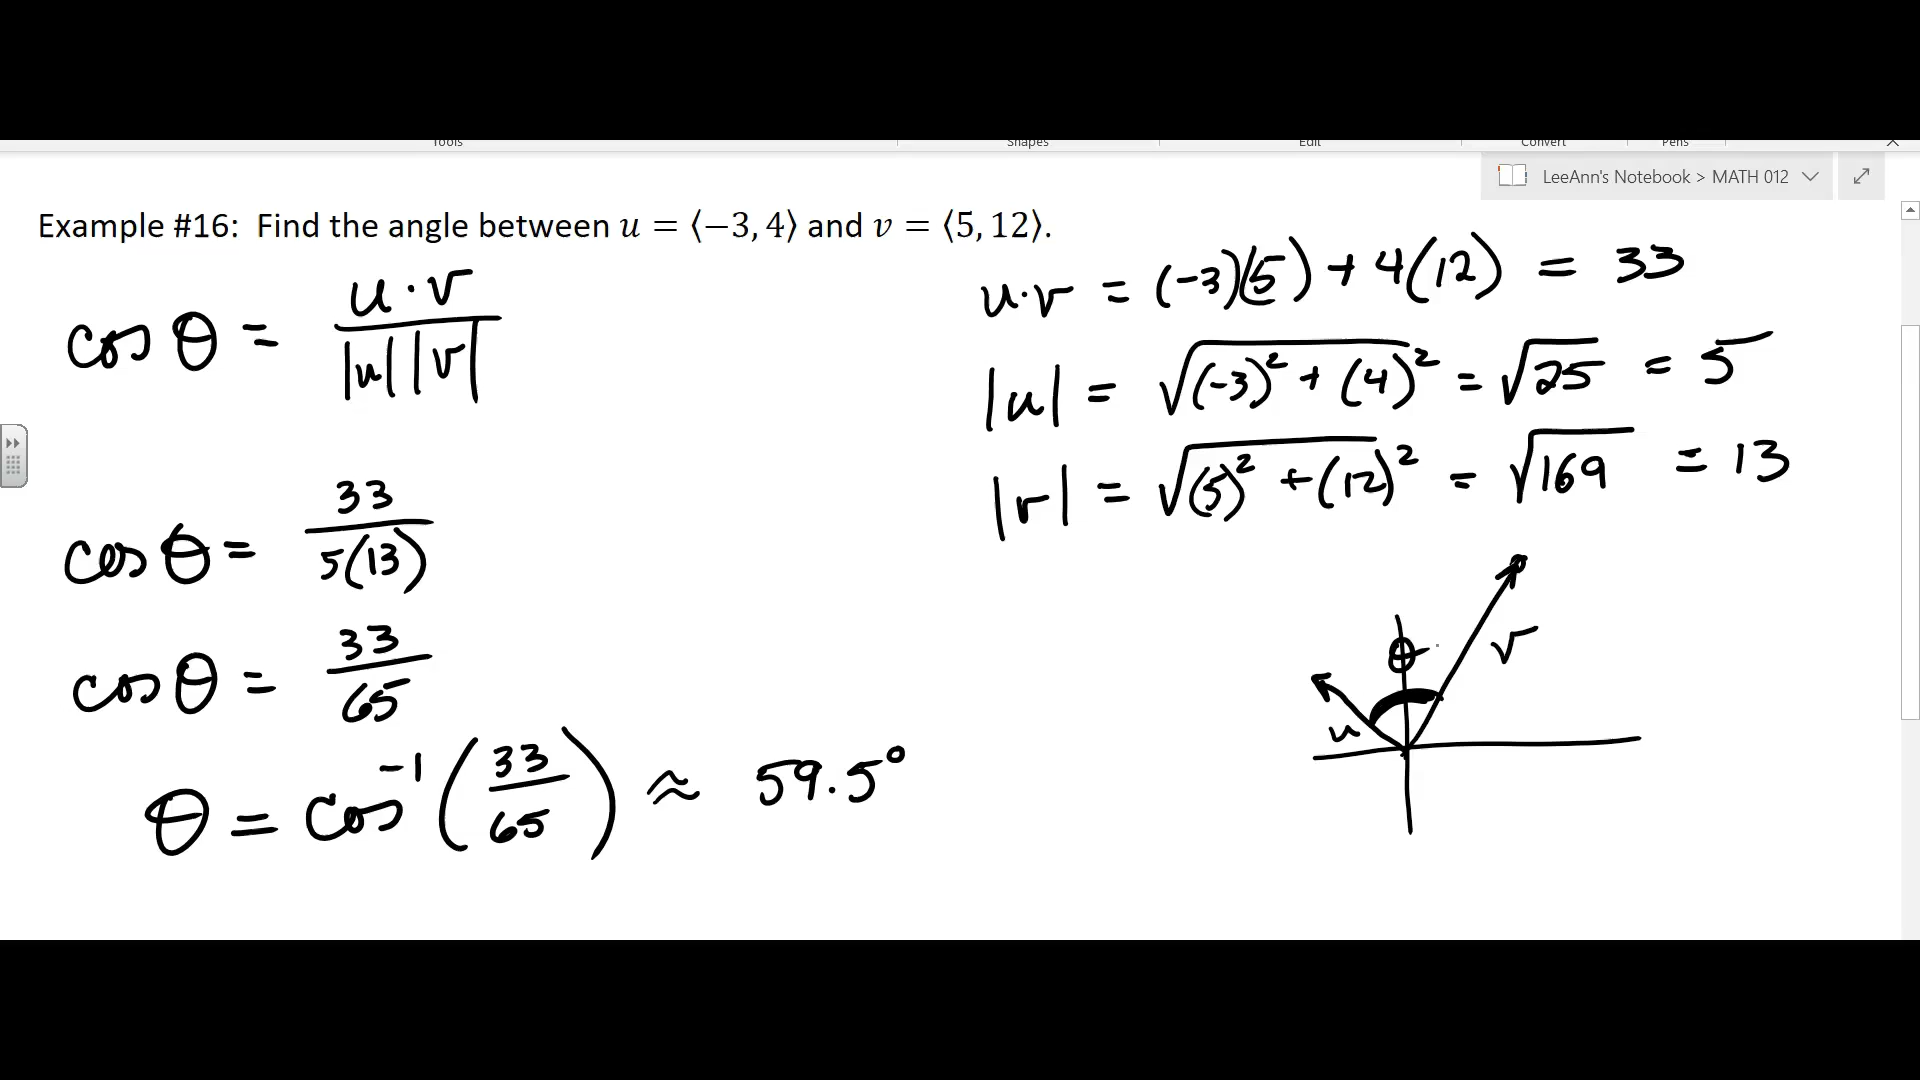 Tools Shapes Edit Convert Pens
LeeAnn's Notebook > MATH 012
Example #16: Find the angle between u = ⟨−3, 4⟩ and v = ⟨5, 12⟩.
cos θ = u·v / |u| |v|
cos θ = 33 / 5(13)
cos θ = 33 / 65
θ = cos⁻¹ (33/65) ≈ 59.5°
u·v = (-3)(5) + 4(12) = 33
|u| = √(-3)² + (4)² = √25 = 5
|v| = √(5)² + (12)² = √169 = 13
θ
v
u